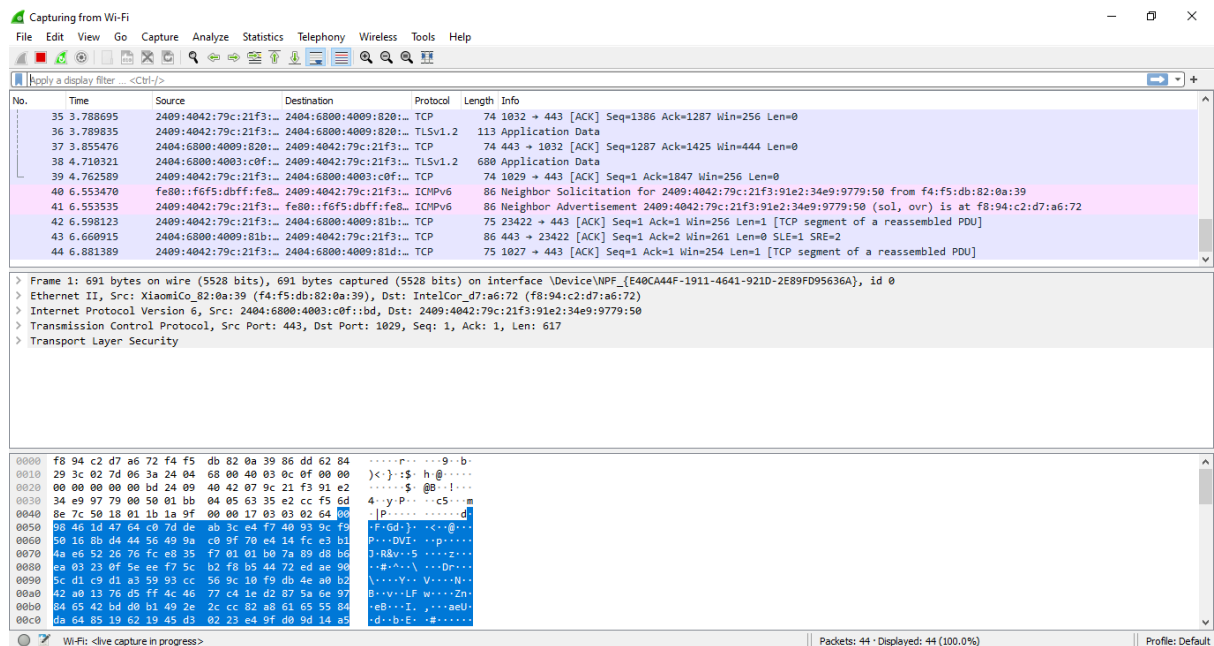 Capturing from Wi-Fi
File Edit View Go Capture Analyze Statistics Telephony Wireless Tools Help
Apply a display filter ... <Ctrl-/>
No. Time Source Destination Protocol Length Info
35 3.788695 2409:4042:79c:21f3:… 2404:6800:4009:820:… TCP 74 1032 → 443 [ACK] Seq=1386 Ack=1287 Win=256 Len=0
36 3.789835 2409:4042:79c:21f3:… 2404:6800:4009:820:… TLSv1.2 113 Application Data
37 3.855476 2404:6800:4009:820:… 2409:4042:79c:21f3:… TCP 74 443 → 1032 [ACK] Seq=1287 Ack=1425 Win=444 Len=0
38 4.710321 2404:6800:4003:c0f:… 2409:4042:79c:21f3:… TLSv1.2 680 Application Data
39 4.762589 2409:4042:79c:21f3:… 2404:6800:4003:c0f:… TCP 74 1029 → 443 [ACK] Seq=1 Ack=1847 Win=256 Len=0
40 6.553470 fe80::f6f5:dbff:fe8… 2409:4042:79c:21f3:… ICMPv6 86 Neighbor Solicitation for 2409:4042:79c:21f3:91e2:34e9:9779:50 from f4:f5:db:82:0a:39
41 6.553535 2409:4042:79c:21f3:… fe80::f6f5:dbff:fe8… ICMPv6 86 Neighbor Advertisement 2409:4042:79c:21f3:91e2:34e9:9779:50 (sol, ovr) is at f8:94:c2:d7:a6:72
42 6.598123 2409:4042:79c:21f3:… 2404:6800:4009:81b:… TCP 75 23422 → 443 [ACK] Seq=1 Ack=1 Win=256 Len=1 [TCP segment of a reassembled PDU]
43 6.660915 2404:6800:4009:81b:… 2409:4042:79c:21f3:… TCP 86 443 → 23422 [ACK] Seq=1 Ack=2 Win=261 Len=0 SLE=1 SRE=2
44 6.881389 2409:4042:79c:21f3:… 2404:6800:4009:81d:… TCP 75 1027 → 443 [ACK] Seq=1 Ack=1 Win=254 Len=1 [TCP segment of a reassembled PDU]
> Frame 1: 691 bytes on wire (5528 bits), 691 bytes captured (5528 bits) on interface \Device\NPF_{E40CA44F-1911-4641-921D-2E89FD95636A}, id 0
> Ethernet II, Src: XiaomiCo_82:0a:39 (f4:f5:db:82:0a:39), Dst: IntelCor_d7:a6:72 (f8:94:c2:d7:a6:72)
> Internet Protocol Version 6, Src: 2404:6800:4003:c0f::bd, Dst: 2409:4042:79c:21f3:91e2:34e9:9779:50
> Transmission Control Protocol, Src Port: 443, Dst Port: 1029, Seq: 1, Ack: 1, Len: 617
> Transport Layer Security
0000 f8 94 c2 d7 a6 72 f4 f5 db 82 0a 39 86 dd 62 84 ·····r·· ···9··b·
0010 29 3c 02 7d 06 3a 24 04 68 00 40 03 0c 0f 00 00 )<·}·:$· h·@·····
0020 00 00 00 00 00 bd 24 09 40 42 07 9c 21 f3 91 e2 ······$· @B··!···
0030 34 e9 97 79 00 50 01 bb 04 05 63 35 e2 cc f5 6d 4··y·P·· ··c5···m
0040 8e 7c 50 18 01 1b 1a 9f 00 00 17 03 03 02 64 00 ·|P····· ······d·
0050 98 46 1d 47 64 c0 7d de ab 3c e4 f7 40 93 9c f9 ·F·Gd·}· ·<··@···
0060 50 16 8b d4 44 56 49 9a c0 9f 70 e4 14 fc e3 b1 P···DVI· ··p·····
0070 4a e6 52 26 76 fc e8 35 f7 01 01 b0 7a 89 d8 b6 J·R&v··5 ····z···
0080 ea 03 23 0f 5e ee f7 5c b2 f8 b5 44 72 ed ae 90 ··#·^··\ ···Dr···
0090 5c d1 c9 d1 a3 59 93 cc 56 9c 10 f9 db 4e a0 b2 \····Y·· V····N··
00a0 42 a0 13 76 d5 ff 4c 46 77 c4 1e d2 87 5a 6e 97 B··v··LF w····Zn·
00b0 84 65 42 bd d0 b1 49 2e 2c cc 82 a8 61 65 55 84 ·eB···I. ,···aeU·
00c0 da 64 85 19 62 19 45 d3 02 23 e4 9f d0 9d 14 a5 ·d··b·E· ·#······
Wi-Fi: <live capture in progress> Packets: 44 · Displayed: 44 (100.0%) Profile: Default